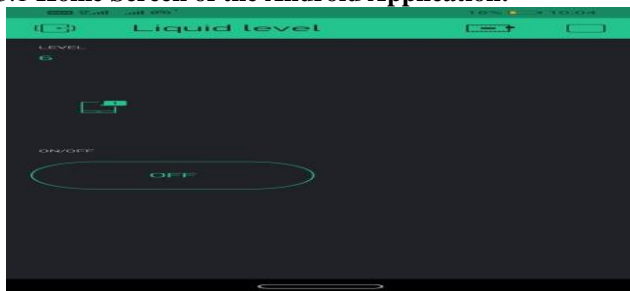 Home Screen of the Android Application.
Liquid level
LEVEL
6
ON/OFF
OFF